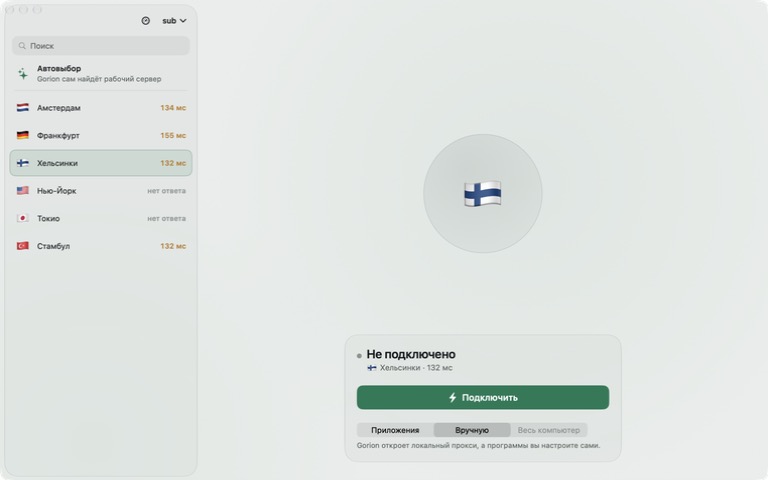 sub
Поиск
Автовыбор
Gorion сам найдёт рабочий сервер
Амстердам 134 мс
Франкфурт 155 мс
Хельсинки 132 мс
Нью-Йорк нет ответа
Токио нет ответа
Стамбул 132 мс
Не подключено
Хельсинки · 132 мс
Подключить
Приложения Вручную Весь компьютер
Gorion откроет локальный прокси, а программы вы настроите сами.